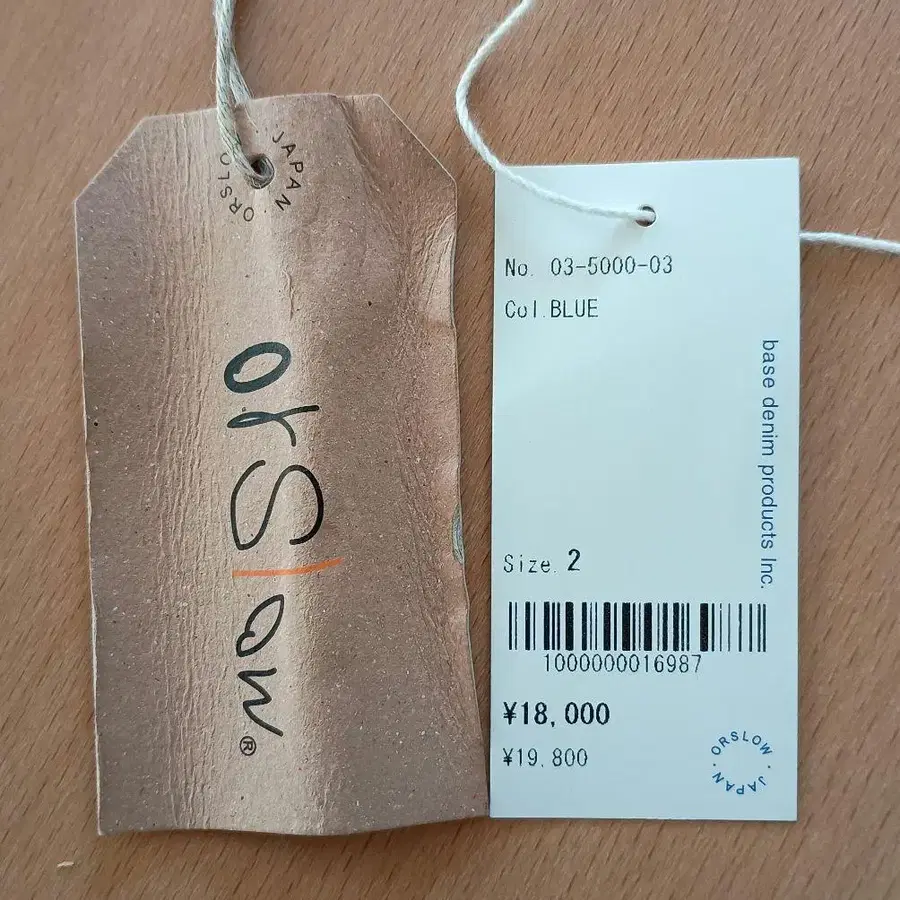 JAPAN · ORSLO
orslow®
No. 03-5000-03
Col.BLUE
base denim products Inc.
Size. 2
1000000016987
¥18,000
¥19,800
ORSLOW · JAPAN ·